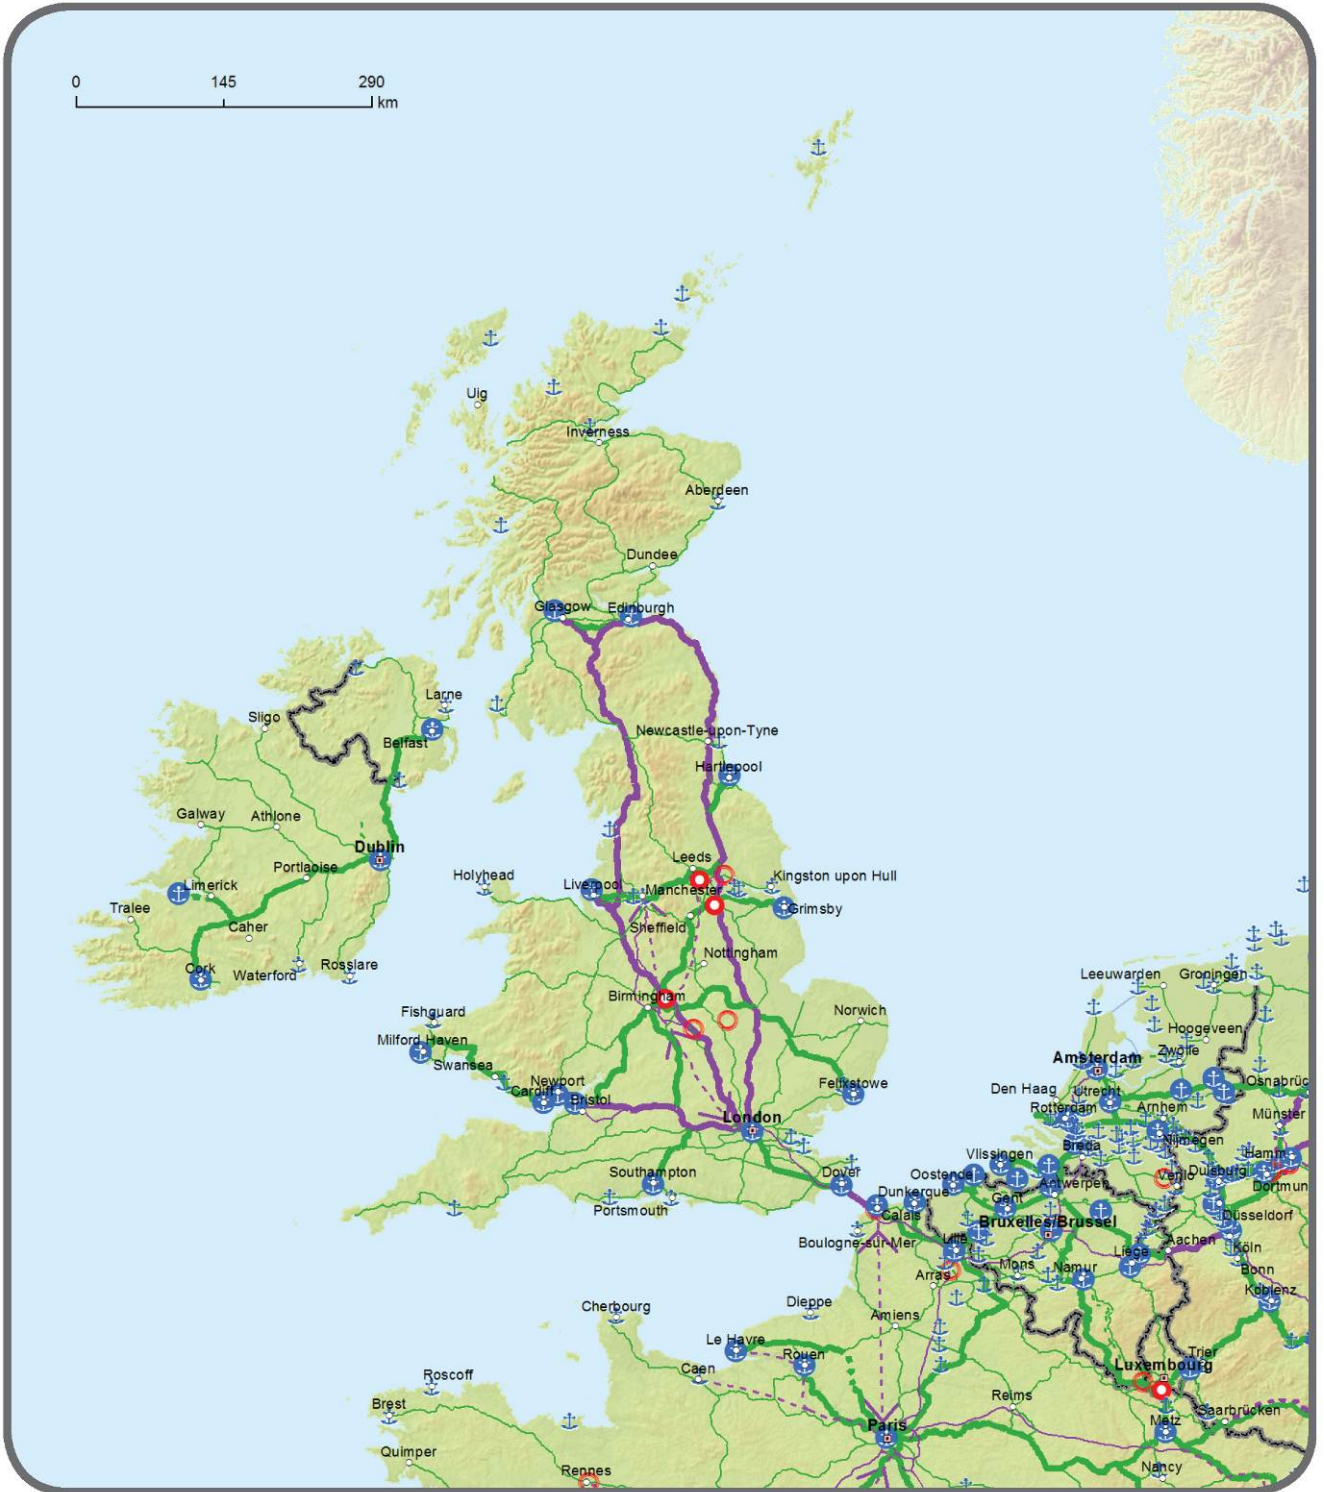 0 145 290
km
Uig
Inverness
Aberdeen
Dundee
Glasgow
Edinburgh
Larne
Sligo
Newcastle-upon-Tyne
Belfast
Hartlepool
Galway
Athlone
Dublin
Leeds
Portlaoise
Holyhead
Kingston upon Hull
Limerick
Liverpool
Manchester
Tralee
Grimsby
Caher
Sheffield
Nottingham
Cork
Waterford
Rosslare
Leeuwarden
Groningen
Birmingham
Fishguard
Norwich
Hoogeveen
Milford Haven
Zwolle
Amsterdam
Swansea
Newport
Felixstowe
Osnabrüc
Cardiff
Den Haag
Utrecht
Bristol
Rotterdam
Arnhem
Münster
London
Nijmegen
Breda
Hamm
Vlissingen
Southampton
Dover
Oostende
Venlo
Duisburg
Antwerpen
Dortmun
Dunkerque
Gent
Portsmouth
Calais
Düsseldorf
Bruxelles/Brussel
Boulogne-sur-Mer
Lille
Aachen
Köln
Liege
Mons
Namur
Bonn
Arras
Koblenz
Cherbourg
Dieppe
Amiens
Le Havre
Rouen
Trier
Caen
Luxembourg
Roscoff
Reims
Brest
Saarbrücken
Paris
Metz
Quimper
Nancy
Rennes